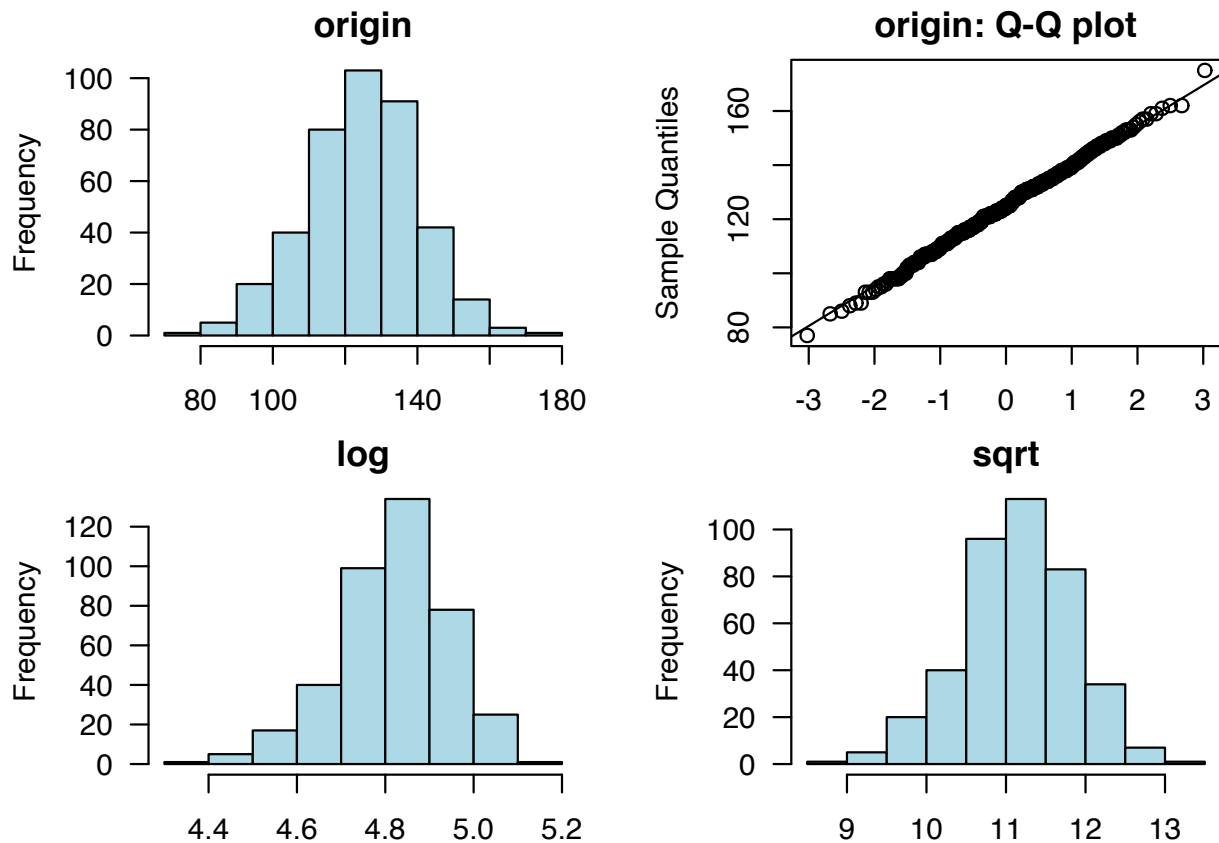 origin
Frequency
100
80
60
40
20
0
80 100 140 180
origin: Q-Q plot
Sample Quantiles
160
120
80
-3 -2 -1 0 1 2 3
log
Frequency
120
100
80
60
40
20
0
4.4 4.6 4.8 5.0 5.2
sqrt
Frequency
100
80
60
40
20
0
9 10 11 12 13